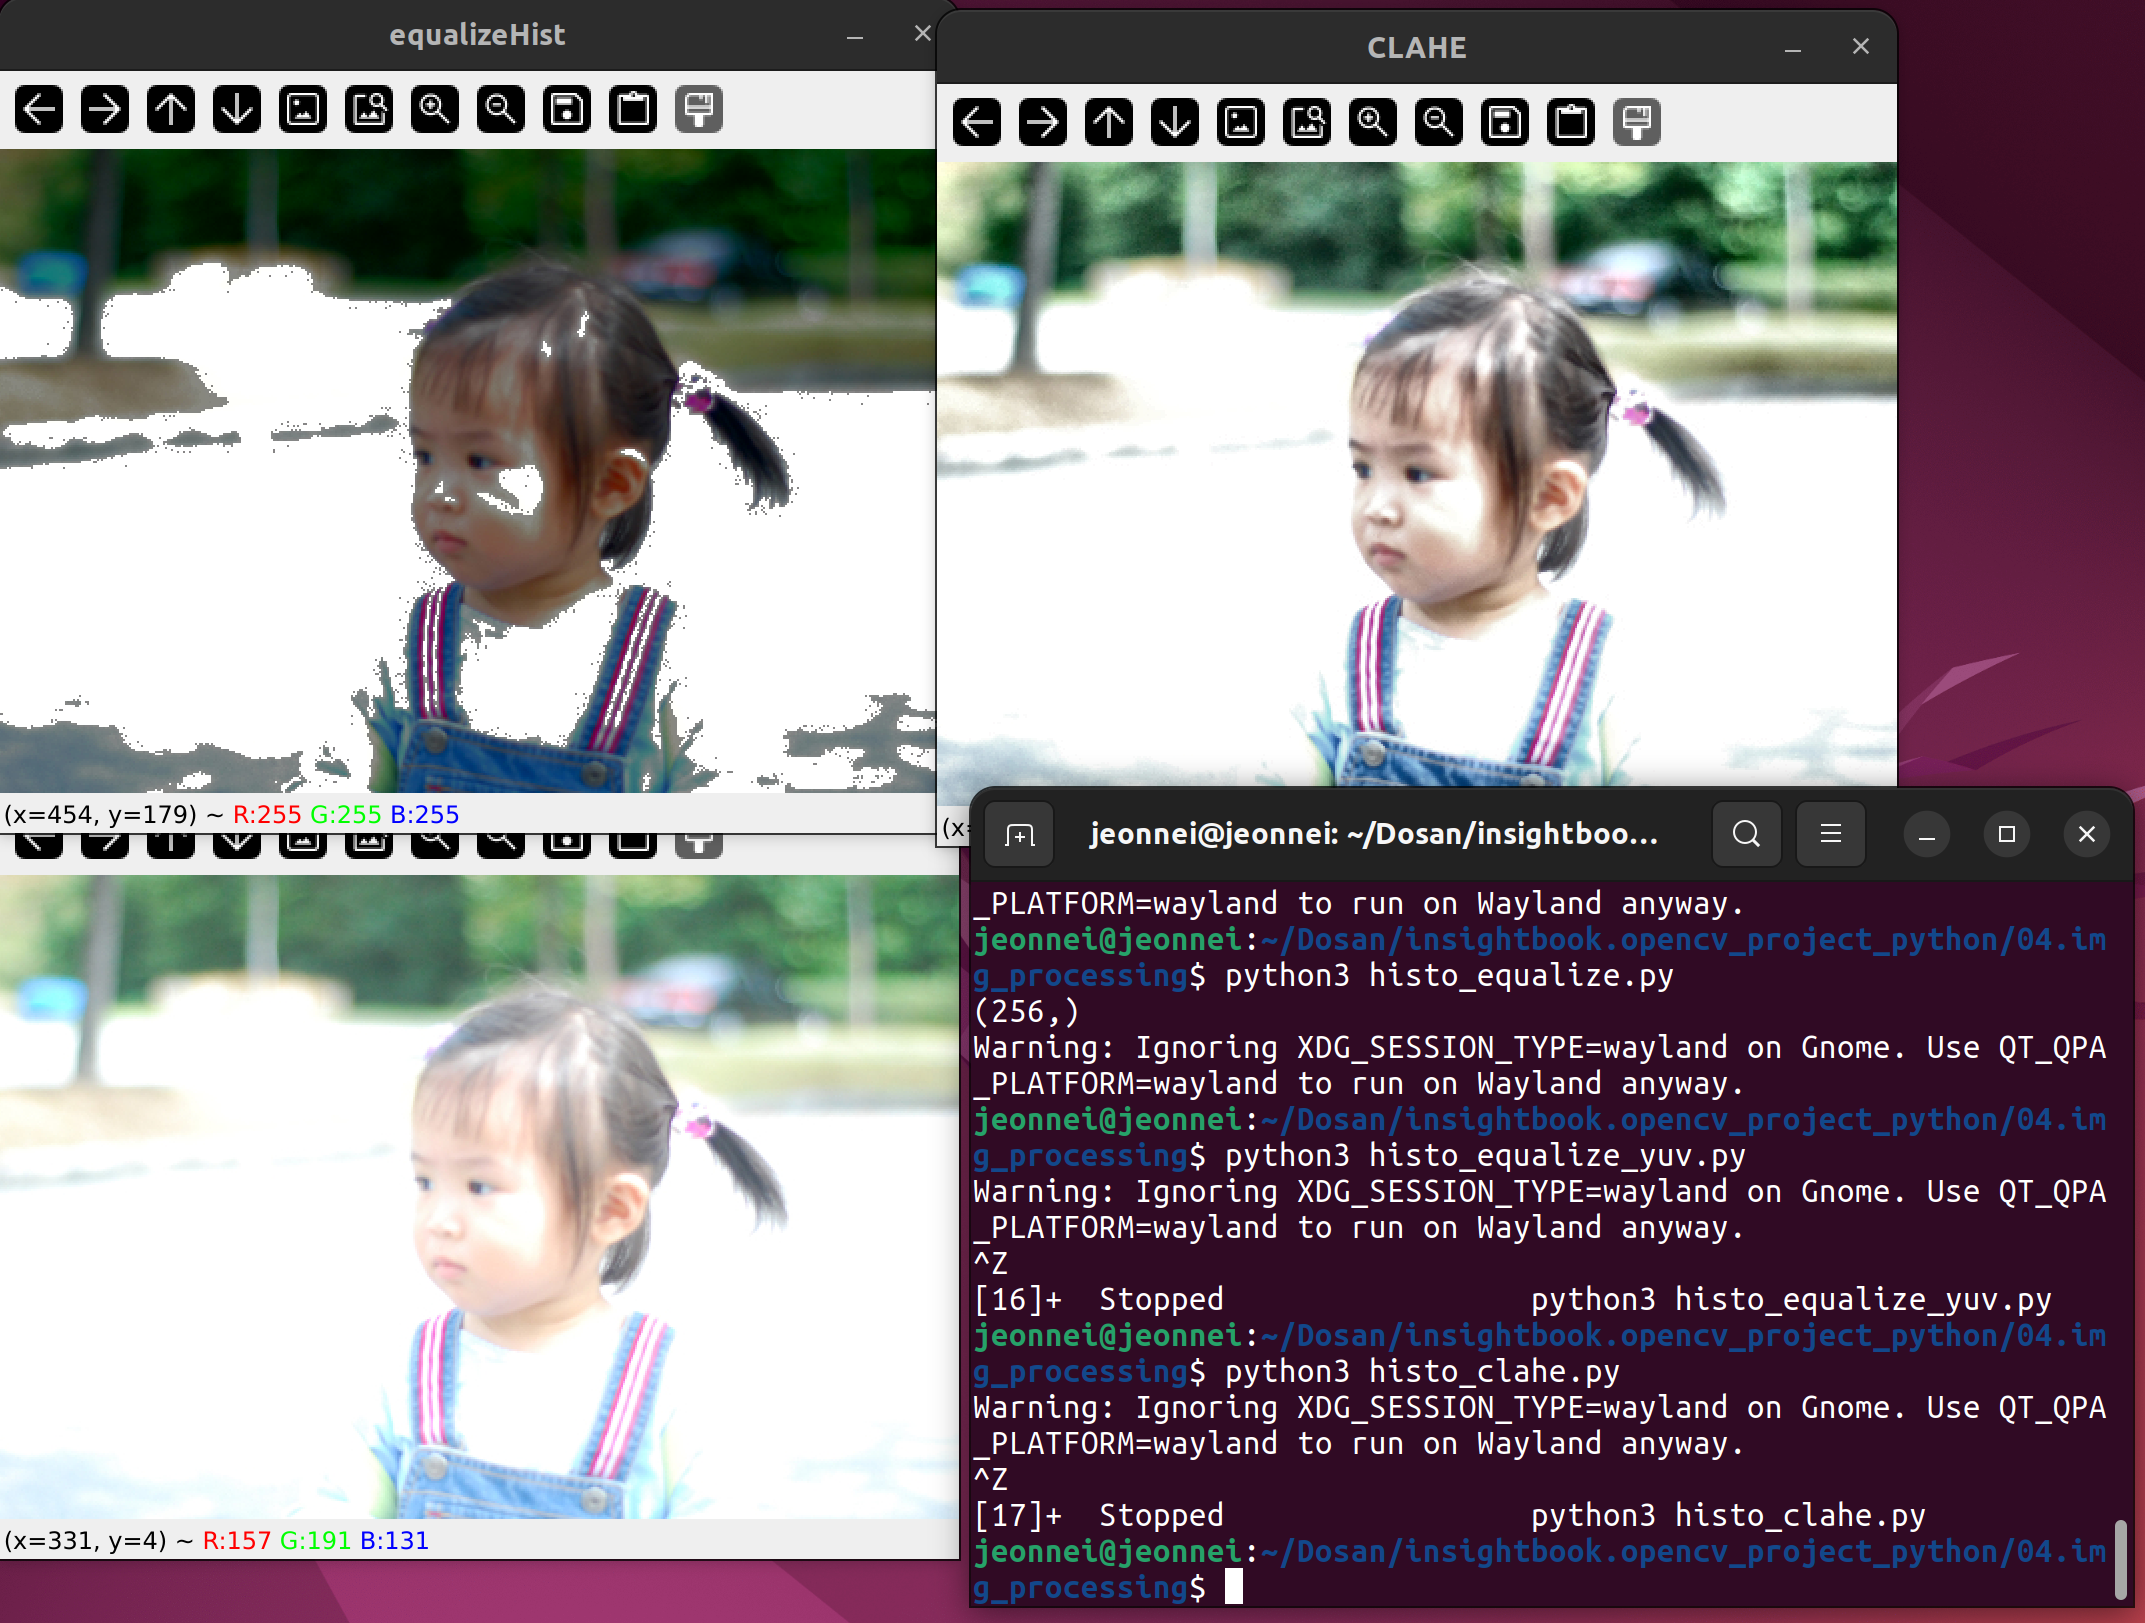 equalizeHist
CLAHE
(x=454, y=179) ~ R:255 G:255 B:255
(x=
(x=331, y=4) ~ R:157 G:191 B:131
jeonnei@jeonnei: ~/Dosan/insightboo...
_PLATFORM=wayland to run on Wayland anyway.
jeonnei@jeonnei:~/Dosan/insightbook.opencv_project_python/04.im
g_processing$ python3 histo_equalize.py
(256,)
Warning: Ignoring XDG_SESSION_TYPE=wayland on Gnome. Use QT_QPA
_PLATFORM=wayland to run on Wayland anyway.
jeonnei@jeonnei:~/Dosan/insightbook.opencv_project_python/04.im
g_processing$ python3 histo_equalize_yuv.py
Warning: Ignoring XDG_SESSION_TYPE=wayland on Gnome. Use QT_QPA
_PLATFORM=wayland to run on Wayland anyway.
^Z
[16]+  Stopped                 python3 histo_equalize_yuv.py
jeonnei@jeonnei:~/Dosan/insightbook.opencv_project_python/04.im
g_processing$ python3 histo_clahe.py
Warning: Ignoring XDG_SESSION_TYPE=wayland on Gnome. Use QT_QPA
_PLATFORM=wayland to run on Wayland anyway.
^Z
[17]+  Stopped                 python3 histo_clahe.py
jeonnei@jeonnei:~/Dosan/insightbook.opencv_project_python/04.im
g_processing$